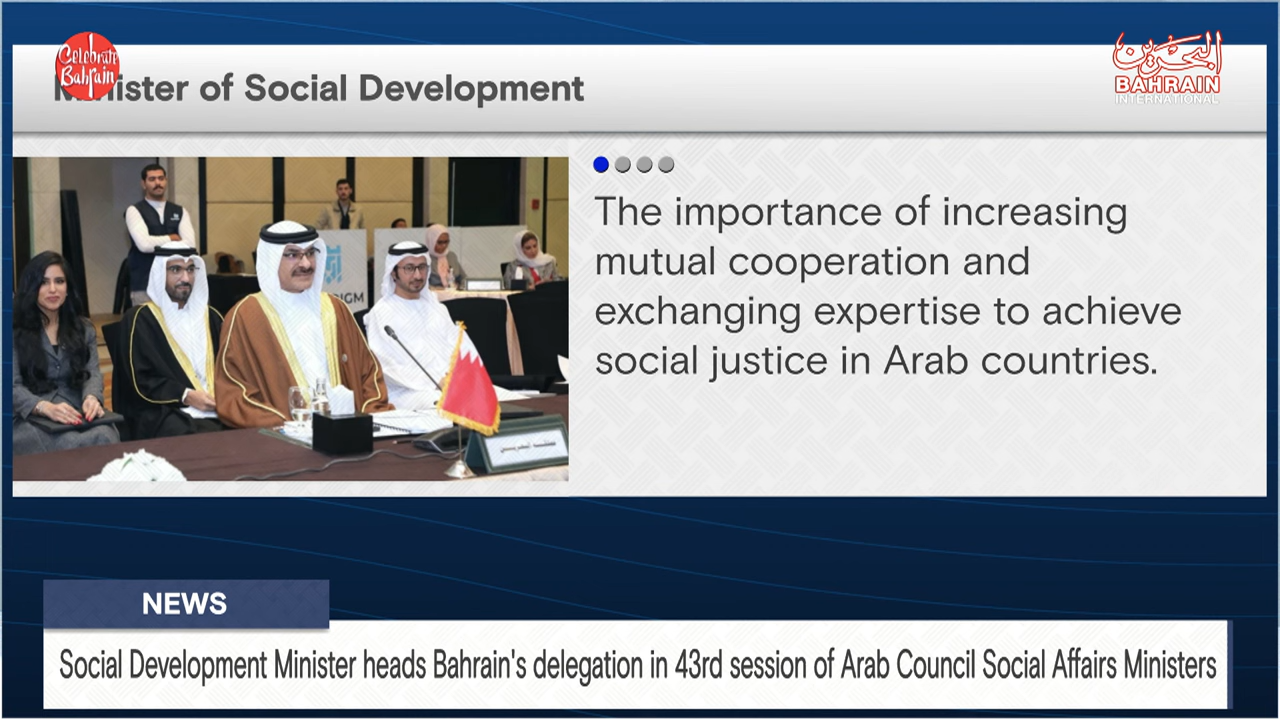 Celebrate
Bahrain
Minister of Social Development
البحرين
BAHRAIN
INTERNATIONAL
The importance of increasing
mutual cooperation and
exchanging expertise to achieve
social justice in Arab countries.
NEWS
Social Development Minister heads Bahrain's delegation in 43rd session of Arab Council Social Affairs Ministers